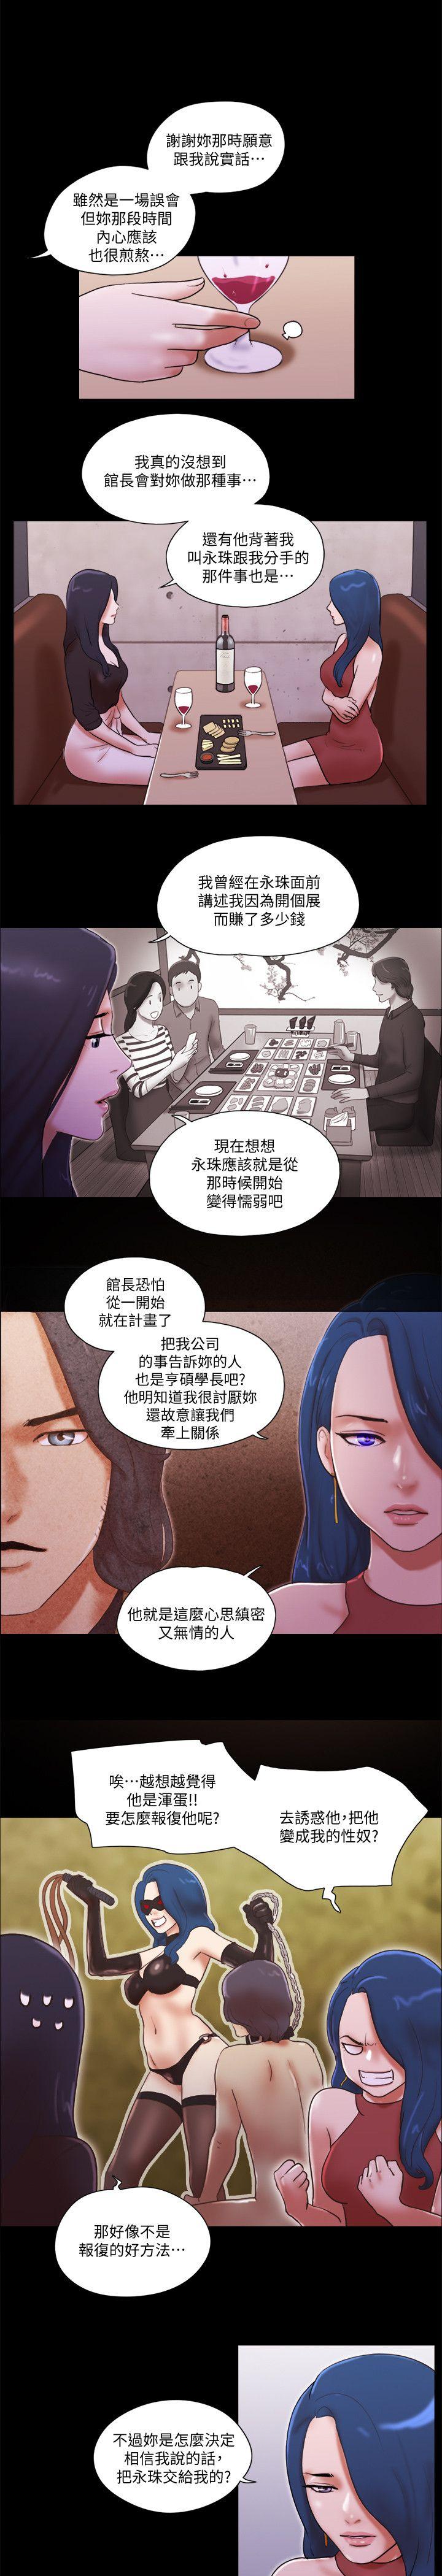 謝謝妳那時願意
跟我說實話…
雖然是一場誤會
但妳那段時間
內心應該
也很煎熬…
我真的沒想到
館長會對妳做那種事…
還有他背著我
叫永珠跟我分手的
那件事也是…
我曾經在永珠面前
講述我因為開個展
而賺了多少錢
現在想想
永珠應該就是從
那時候開始
變得懦弱吧
館長恐怕
從一開始
就在計畫了
把我公司
的事告訴妳的人
也是亨碩學長吧?
他明知道我很討厭妳
還故意讓我們
牽上關係
他就是這麼心思縝密
又無情的人
唉…越想越覺得
他是渾蛋!!
要怎麼報復他呢?
去誘惑他,把他
變成我的性奴?
那好像不是
報復的好方法…
不過妳是怎麼決定
相信我說的話,
把永珠交給我的?